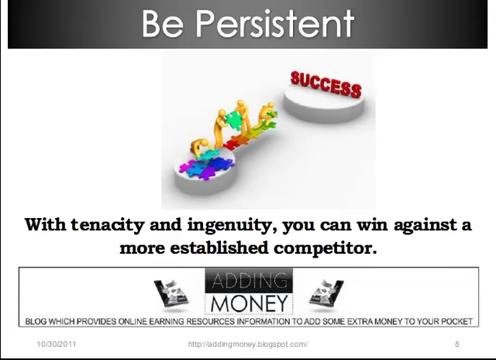 Be Persistent
SUCCESS
With tenacity and ingenuity, you can win against a
more established competitor.
ADDING
MONEY
BLOG WHICH PROVIDES ONLINE EARNING RESOURCES INFORMATION TO ADD SOME EXTRA MONEY TO YOUR POCKET
10/30/2011 http://addingmoney.blogspot.com/ 8